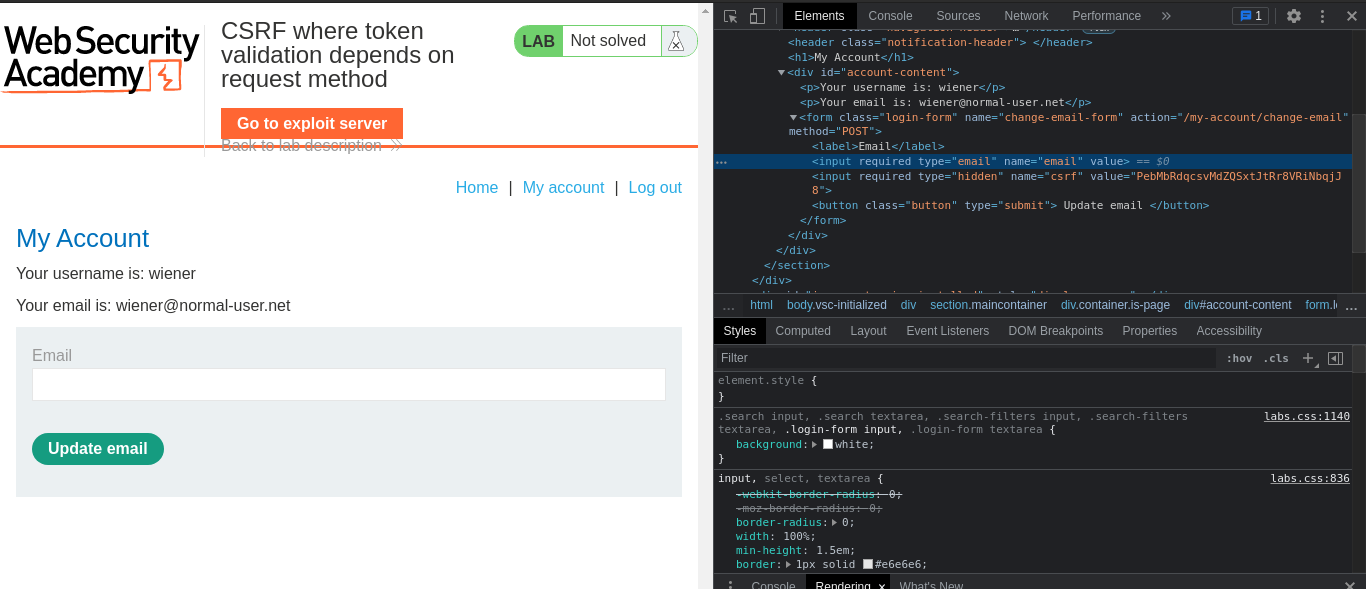 Web Security
Academy
CSRF where token
validation depends on
request method
LAB Not solved
Go to exploit server
Back to lab description
Home | My account | Log out
My Account
Your username is: wiener
Your email is: wiener@normal-user.net
Email
Update email
Elements Console Sources Network Performance » 1
<header class="notification-header"> </header>
<h1>My Account</h1>
<div id="account-content">
<p>Your username is: wiener</p>
<p>Your email is: wiener@normal-user.net</p>
<form class="login-form" name="change-email-form" action="/my-account/change-email"
method="POST">
<label>Email</label>
<input required type="email" name="email" value> == $0
<input required type="hidden" name="csrf" value="PebMbRdqcsvMdZQSxtJtRr8VRiNbqjJ
8">
<button class="button" type="submit"> Update email </button>
</form>
</div>
</div>
</section>
</div>
... html body.vsc-initialized div section.maincontainer div.container.is-page div#account-content ...
Styles Computed Layout Event Listeners DOM Breakpoints Properties Accessibility
Filter :hov .cls +
element.style {
}
.search input, .search textarea, .search-filters input, .search-filters labs.css:1140
textarea, .login-form input, .login-form textarea {
background: white;
}
input, select, textarea { labs.css:836
-webkit-border-radius: 0;
-moz-border-radius: 0;
border-radius: 0;
width: 100%;
min-height: 1.5em;
border: 1px solid #e6e6e6;
Console Rendering × What's New